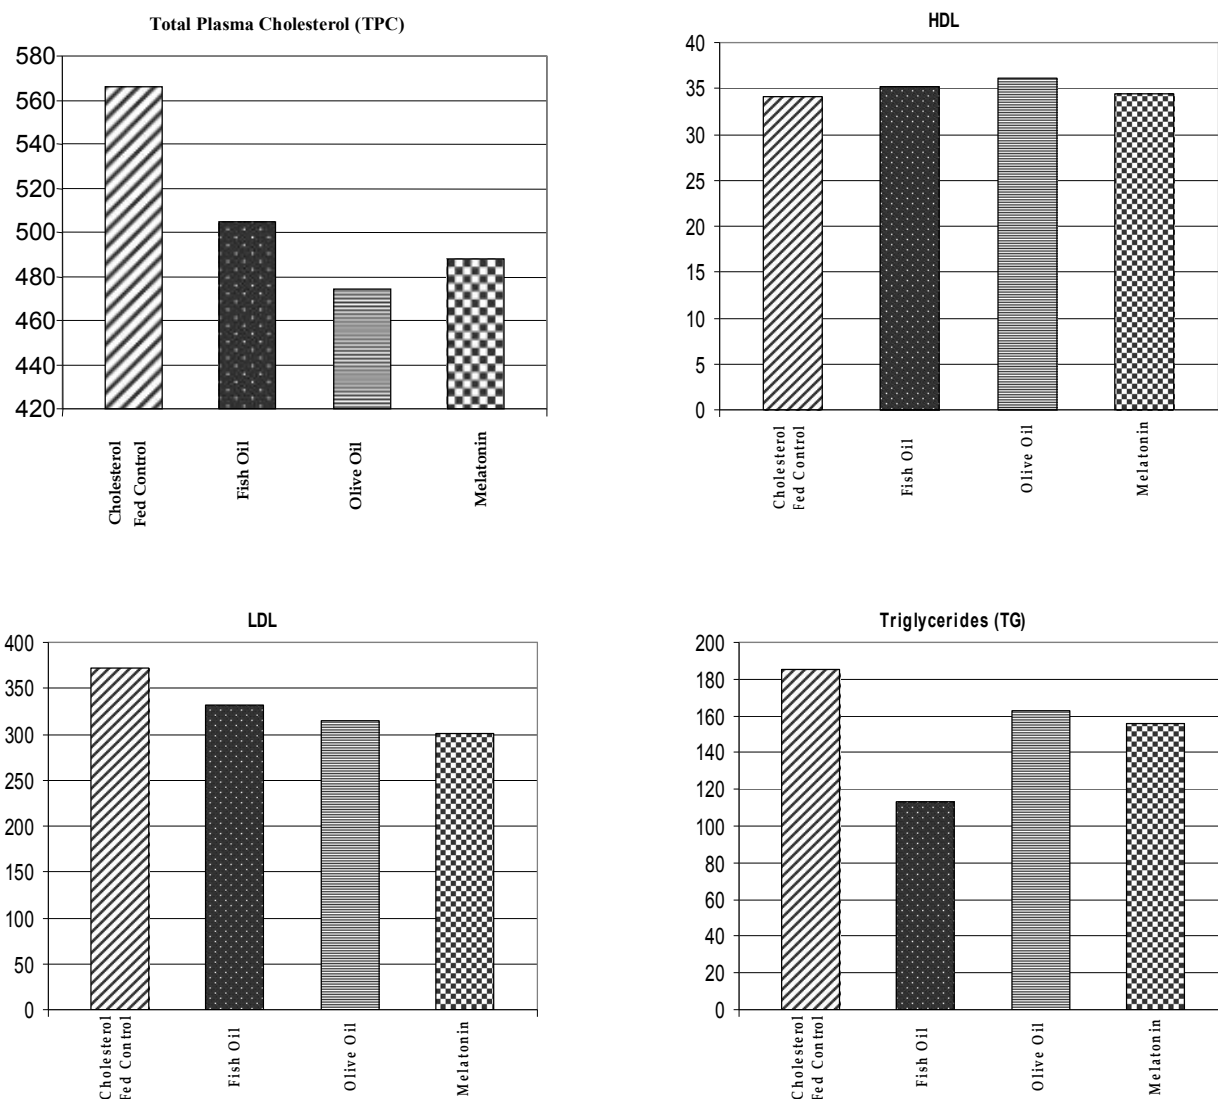 Total Plasma Cholesterol (TPC)
580
560
540
520
500
480
460
440
420
Cholesterol
Fed Control
Fish Oil
Olive Oil
Melatonin
HDL
40
35
30
25
20
15
10
5
0
Cholesterol
Fed Control
Fish Oil
Olive Oil
Melatonin
LDL
400
350
300
250
200
150
100
50
0
Cholesterol
Fed Control
Fish Oil
Olive Oil
Melatonin
Triglycerides (TG)
200
180
160
140
120
100
80
60
40
20
0
Cholesterol
Fed Control
Fish Oil
Olive Oil
Melatonin